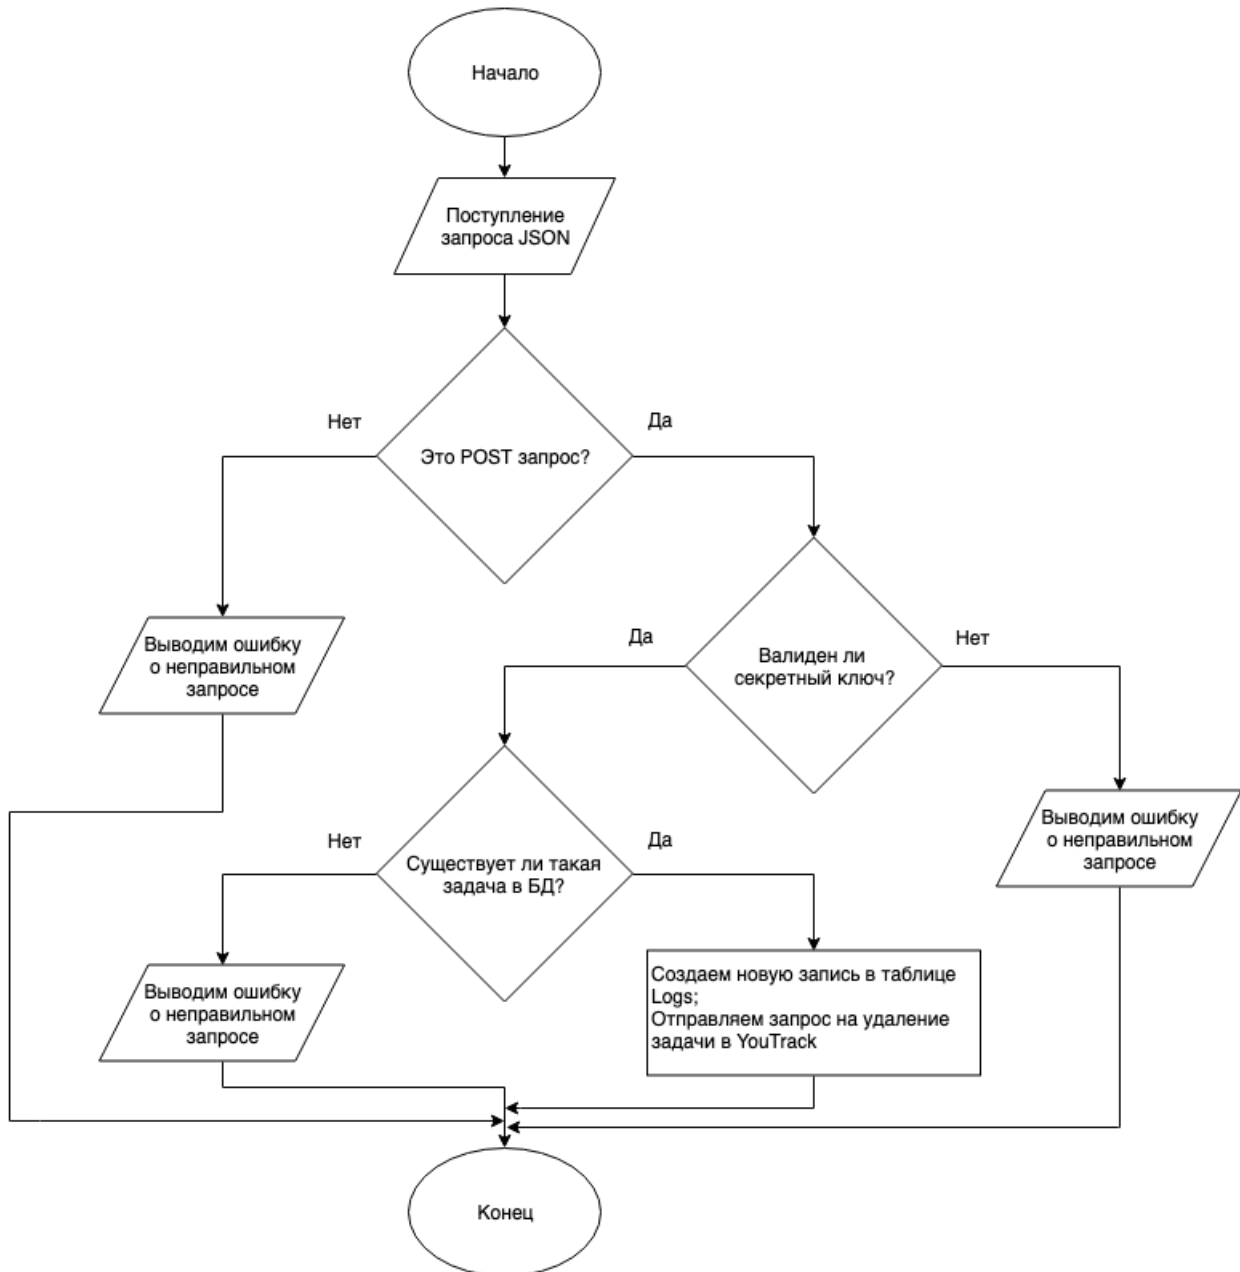 Начало
Поступление
запроса JSON
Нет
Да
Это POST запрос?
Выводим ошибку
о неправильном
запросе
Да
Нет
Валиден ли
секретный ключ?
Выводим ошибку
о неправильном
запросе
Нет
Да
Существует ли такая
задача в БД?
Выводим ошибку
о неправильном
запросе
Создаем новую запись в таблице
Logs;
Отправляем запрос на удаление
задачи в YouTrack
Конец